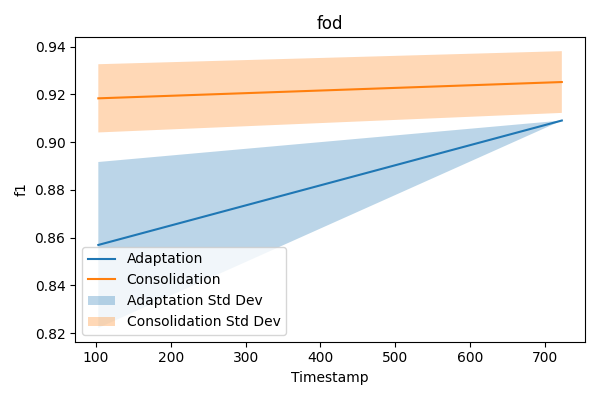 fod
0.94
0.92
0.90
0.88
0.86
0.84
0.82
f1
Adaptation
Consolidation
Adaptation Std Dev
Consolidation Std Dev
100 200 300 400 500 600 700
Timestamp